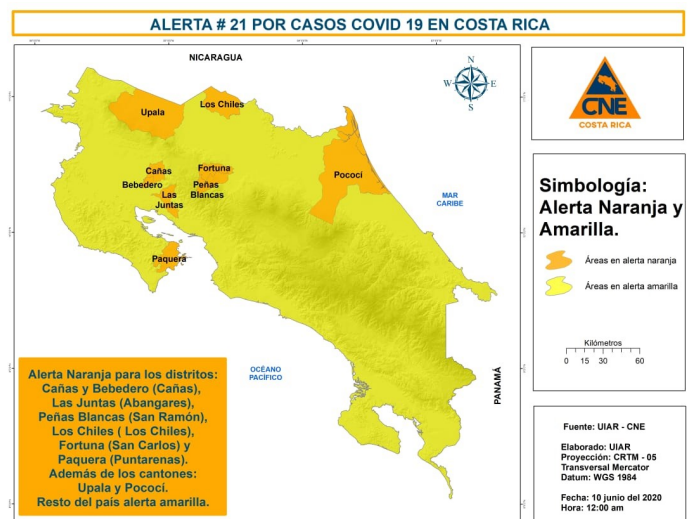 ALERTA # 21 POR CASOS COVID 19 EN COSTA RICA
NICARAGUA
N
W
E
S
Upala
Los Chiles
Cañas
Fortuna
Bebedero
Peñas
Blancas
Las
Juntas
Pococí
Paquera
MAR
CARIBE
OCÉANO
PACÍFICO
PANAMÁ
CNE
COSTA RICA
Simbología:
Alerta Naranja y
Amarilla.
Áreas en alerta naranja
Áreas en alerta amarilla
Kilómetros
0 15 30 60
Alerta Naranja para los distritos:
Cañas y Bebedero (Cañas),
Las Juntas (Abangares),
Peñas Blancas (San Ramón),
Los Chiles ( Los Chiles),
Fortuna (San Carlos) y
Paquera (Puntarenas).
Además de los cantones:
Upala y Pococí.
Resto del país alerta amarilla.
Fuente: UIAR - CNE
Elaborado: UIAR
Proyección: CRTM - 05
Transversal Mercator
Datum: WGS 1984
Fecha: 10 junio del 2020
Hora: 12:00 am